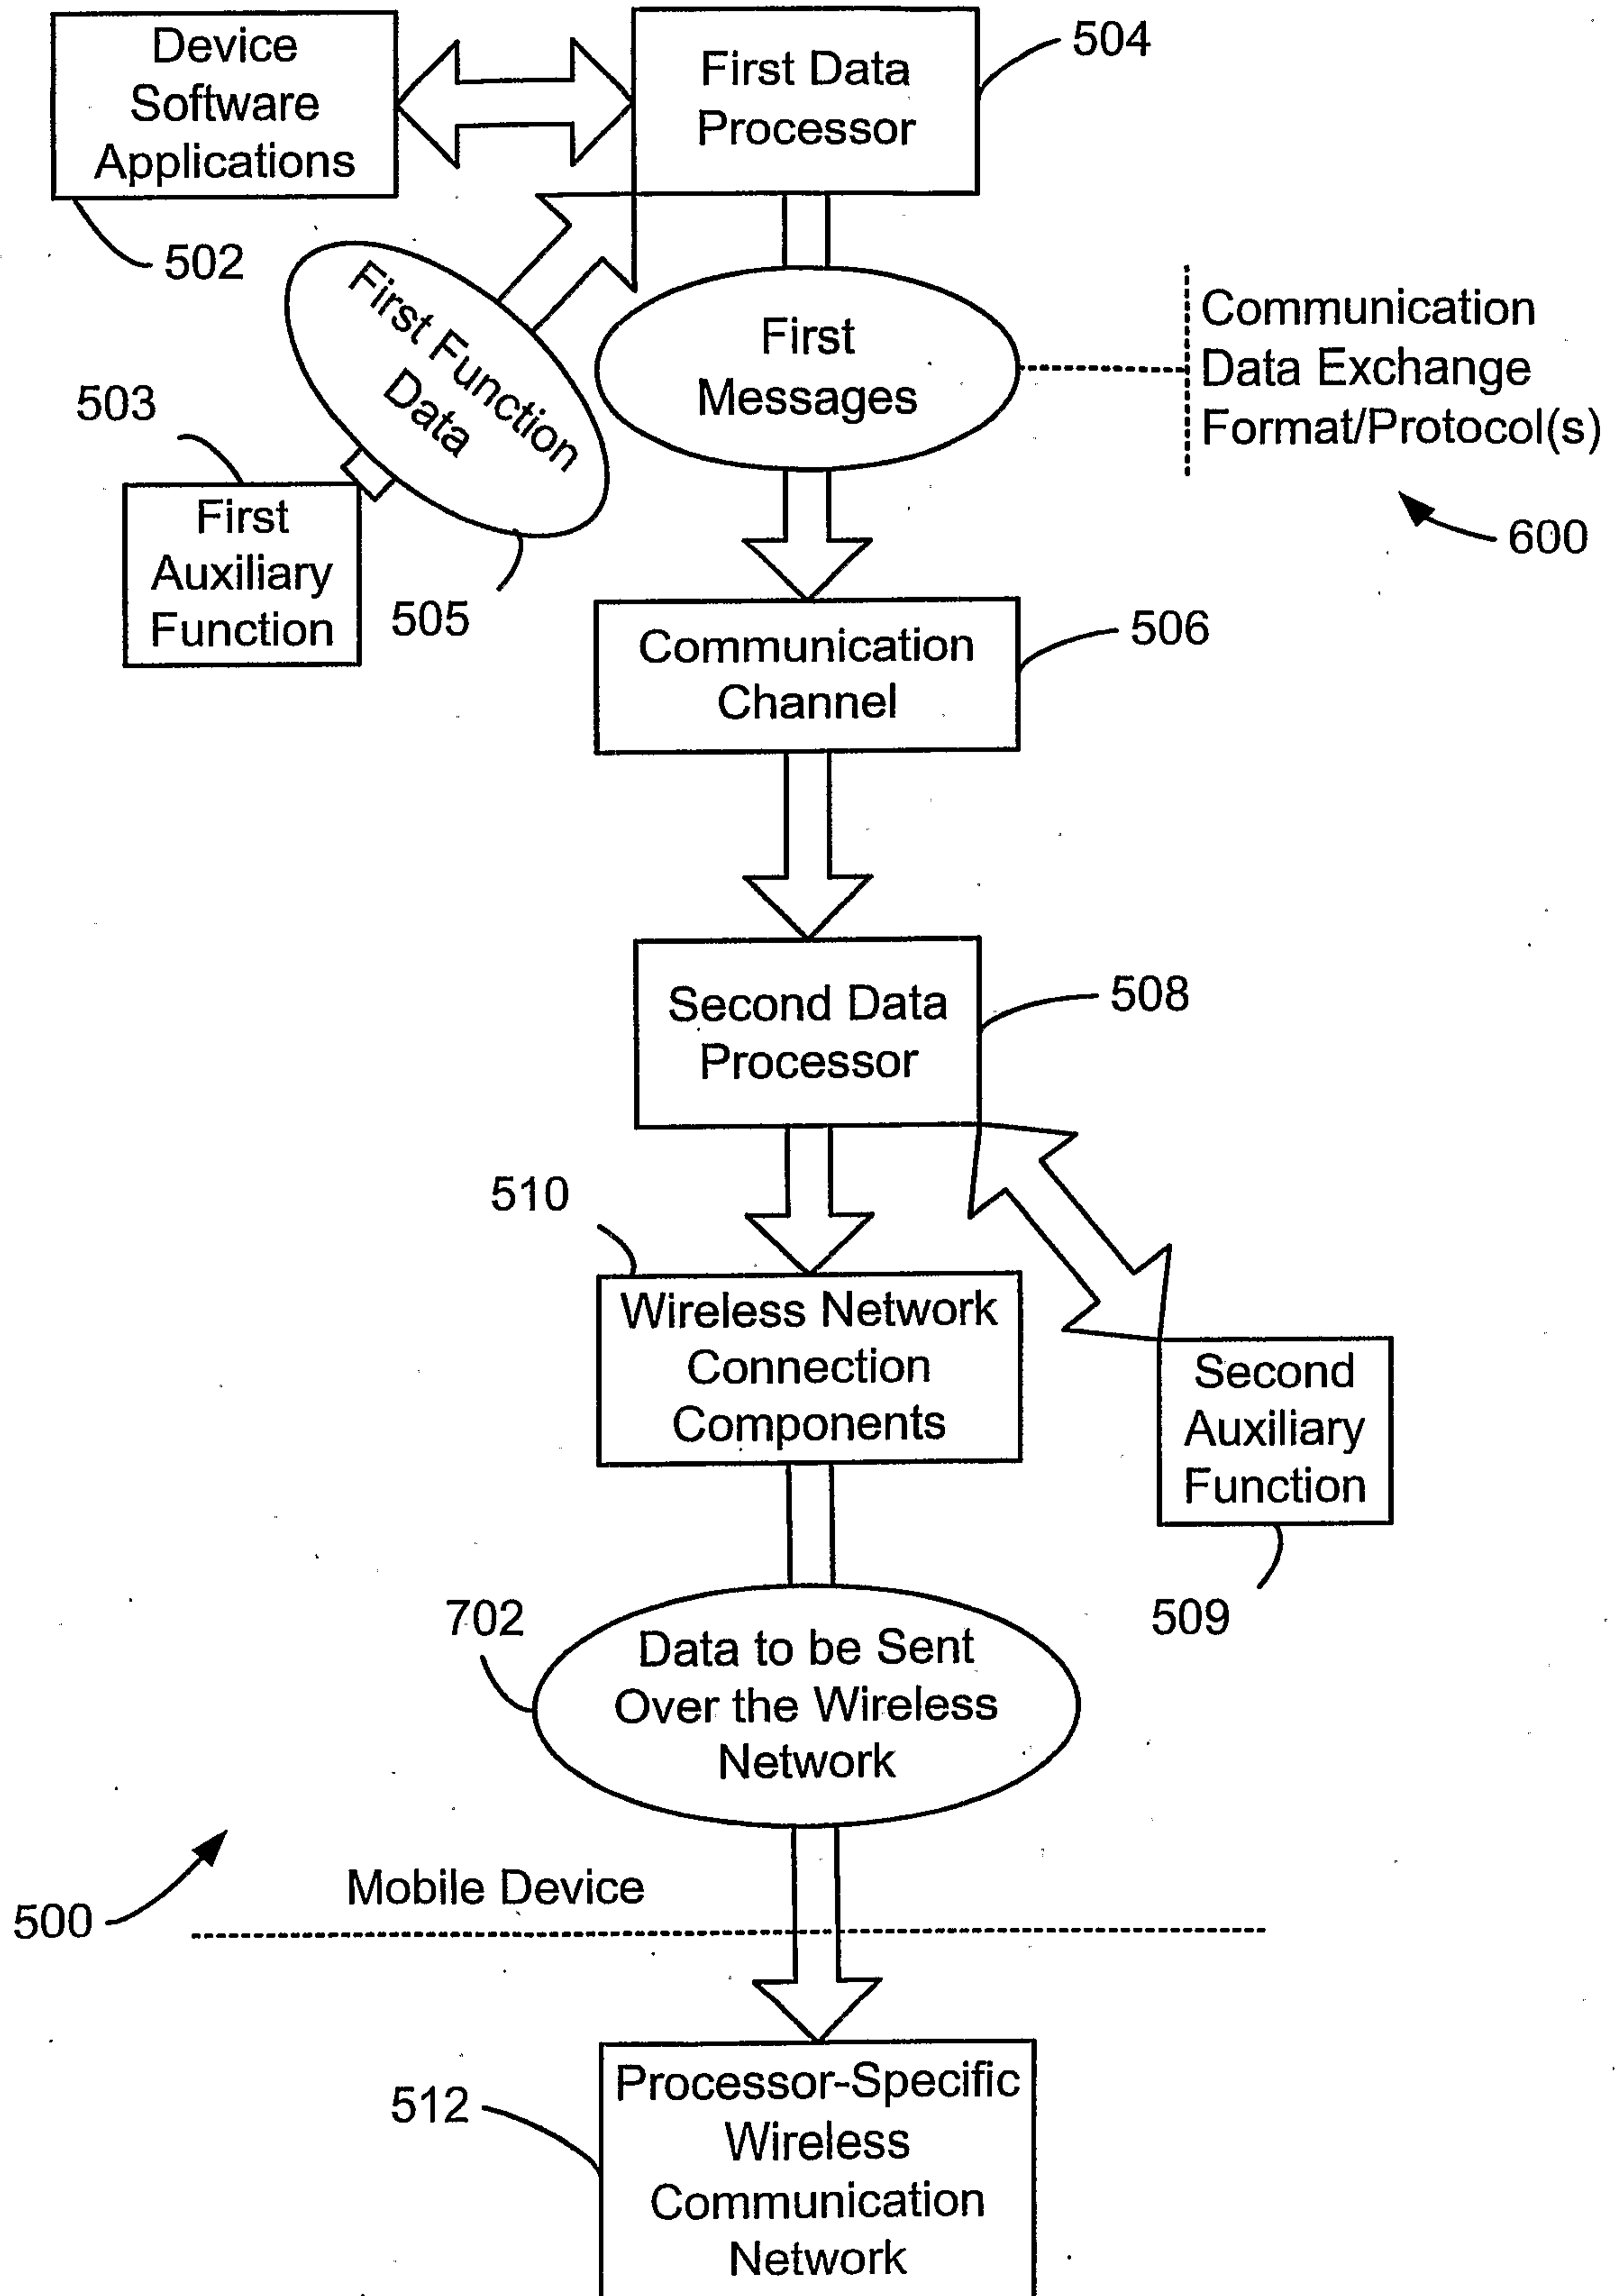 Device
Software
Applications
502
First Data
Processor
504
First Function
Data
503
First
Auxiliary
Function
505
First
Messages
Communication
Data Exchange
Format/Protocol(s)
600
Communication
Channel
506
Second Data
Processor
508
510
Wireless Network
Connection
Components
Second
Auxiliary
Function
509
702
Data to be Sent
Over the Wireless
Network
500
Mobile Device
512
Processor-Specific
Wireless
Communication
Network